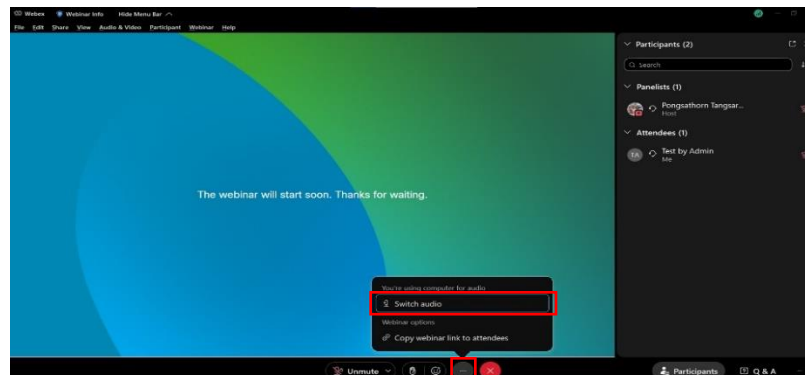 Webex Webinar Info Hide Menu Bar
File Edit Share View Audio & Video Participant Webinar Help
Participants (2)
Search
Panelists (1)
Pongsathorn Tangsar...
Host
Attendees (1)
TA Test by Admin
Me
The webinar will start soon. Thanks for waiting.
You're using computer for audio
Switch audio
Webinar options
Copy webinar link to attendees
Unmute
Participants Q & A